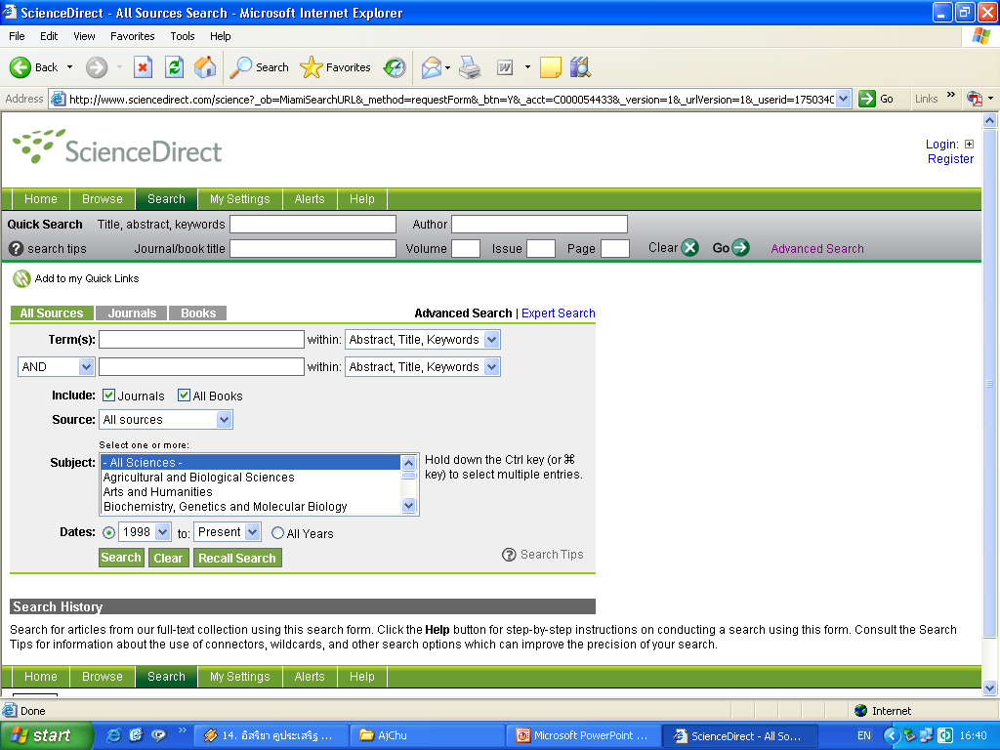 ScienceDirect - All Sources Search - Microsoft Internet Explorer
File Edit View Favorites Tools Help
Back Search Favorites
Address http://www.sciencedirect.com/science?_ob=MiamiSearchURL&_method=requestForm&_btn=Y&_acct=C000054433&_version=1&_urlVersion=1&_userid=1750340 Go Links »
ScienceDirect
Login:
Register
Home Browse Search My Settings Alerts Help
Quick Search Title, abstract, keywords Author
? search tips Journal/book title Volume Issue Page Clear Go Advanced Search
Add to my Quick Links
All Sources Journals Books Advanced Search | Expert Search
Term(s): within: Abstract, Title, Keywords
AND within: Abstract, Title, Keywords
Include: Journals All Books
Source: All sources
Select one or more:
Subject: - All Sciences -
Agricultural and Biological Sciences
Arts and Humanities
Biochemistry, Genetics and Molecular Biology
Hold down the Ctrl key (or ⌘
key) to select multiple entries.
Dates: 1998 to: Present All Years
Search Clear Recall Search ? Search Tips
Search History
Search for articles from our full-text collection using this search form. Click the Help button for step-by-step instructions on conducting a search using this form. Consult the Search
Tips for information about the use of connectors, wildcards, and other search options which can improve the precision of your search.
Home Browse Search My Settings Alerts Help
Done Internet
start » 14. อิสริยา คูประเสริฐ ... AjChu Microsoft PowerPoint ... ScienceDirect - All So... EN 16:40